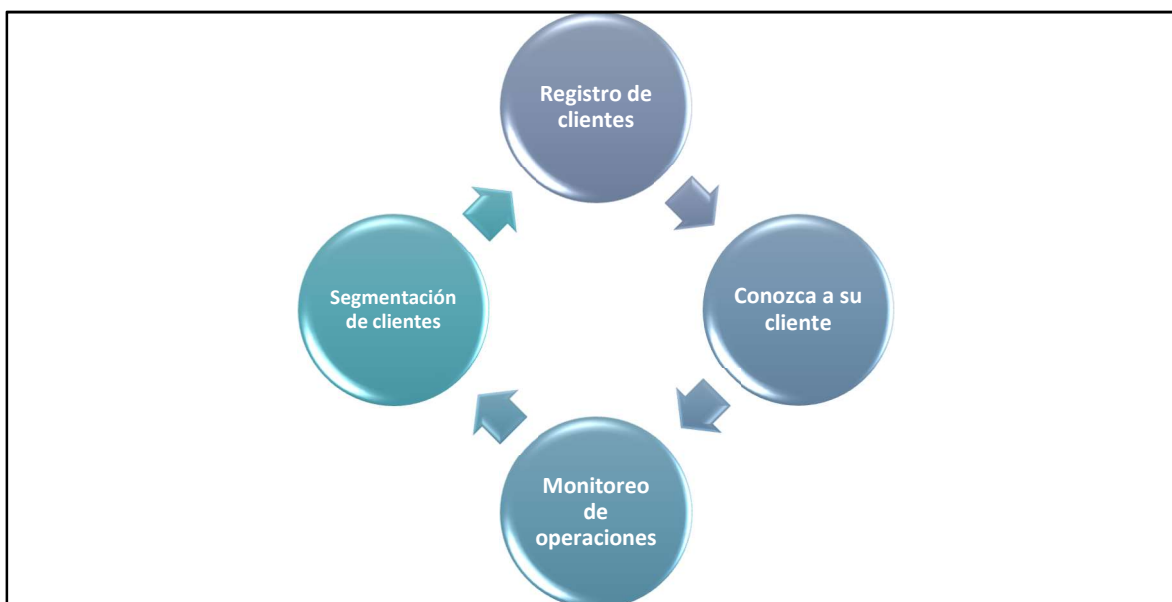 Registro de
clientes
Conozca a su
cliente
Monitoreo
de
operaciones
Segmentación
de clientes